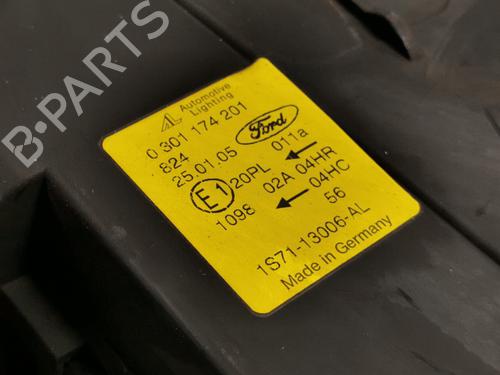 B-PARTS
AL Automotive Lighting
0 301 174 201
824
25.01.05
Ford
011a
E1 20PL
02A 04HR
1098 04HC
56
1S71-13006-AL
Made in Germany